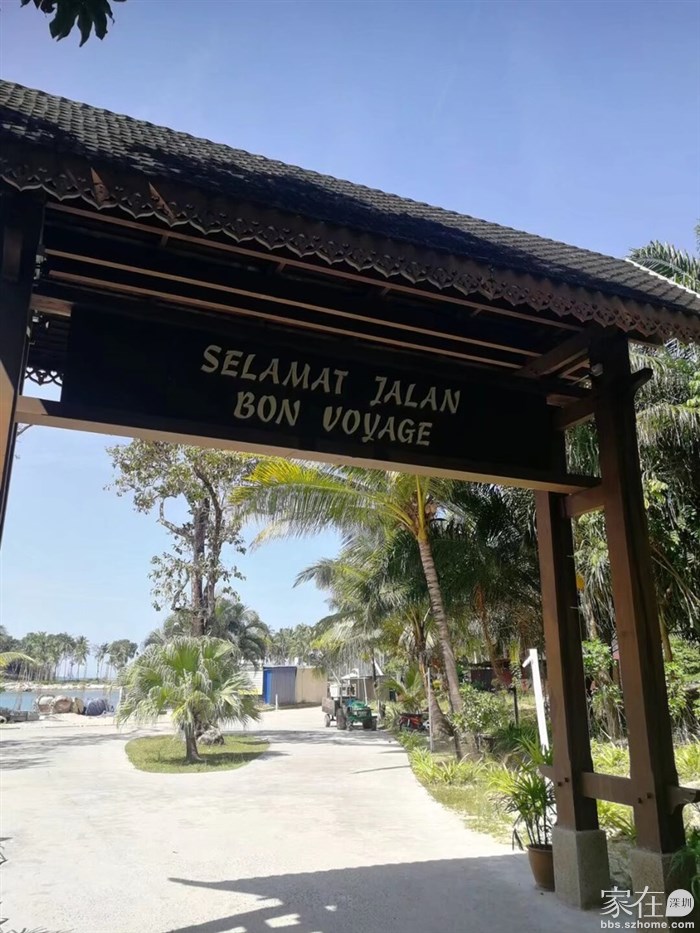 SELAMAT JALAN
BON VOYAGE
家在深圳
bbs.szhome.com